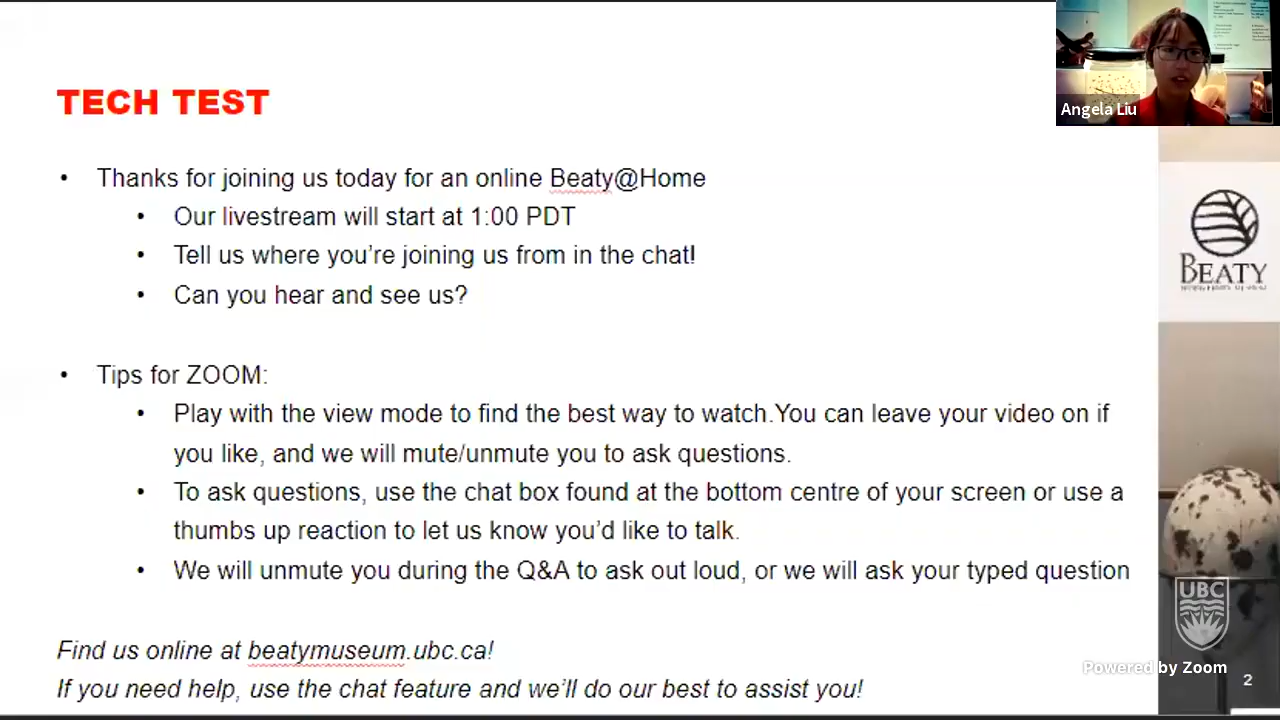 TECH TEST
Angela Liu
• Thanks for joining us today for an online Beaty@Home
• Our livestream will start at 1:00 PDT
• Tell us where you’re joining us from in the chat!
• Can you hear and see us?
BEATY
• Tips for ZOOM:
• Play with the view mode to find the best way to watch.You can leave your video on if
you like, and we will mute/unmute you to ask questions.
• To ask questions, use the chat box found at the bottom centre of your screen or use a
thumbs up reaction to let us know you’d like to talk.
• We will unmute you during the Q&A to ask out loud, or we will ask your typed question
UBC
Find us online at beatymuseum.ubc.ca!
Powered by Zoom
If you need help, use the chat feature and we’ll do our best to assist you!
2